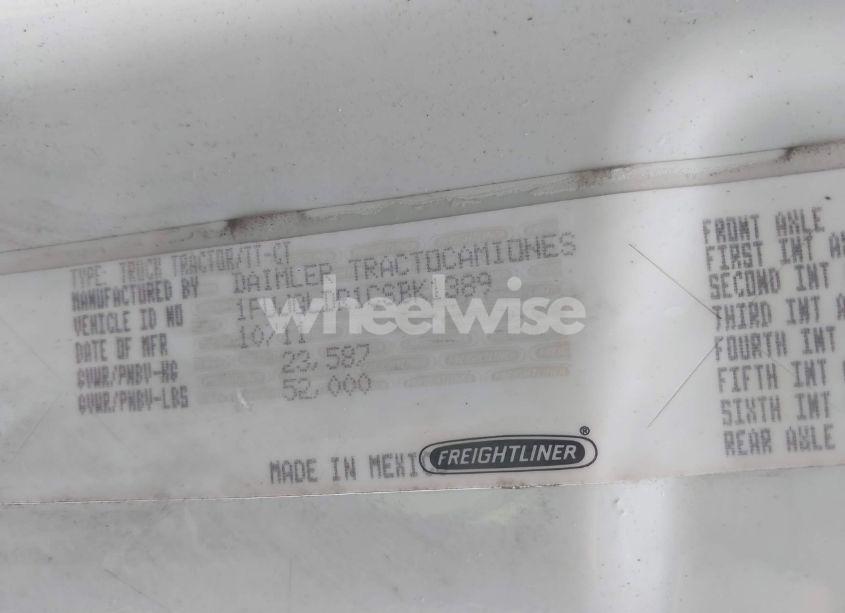 TYPE: TRUCK TRACTOR/TT-CT
MANUFACTURED BY DAIMLER TRACTOCAMIONES
VEHICLE ID NO
DATE OF MFR 10/11
GVWR/PNBV-KG 23,587
GVWR/PNBV-LBS 52,000
MADE IN
FREIGHTLINER®
FRONT AXLE
FIRST INT
SECOND INT
THIRD INT
FOURTH INT
FIFTH INT
SIXTH INT
REAR AXLE
wheelwise